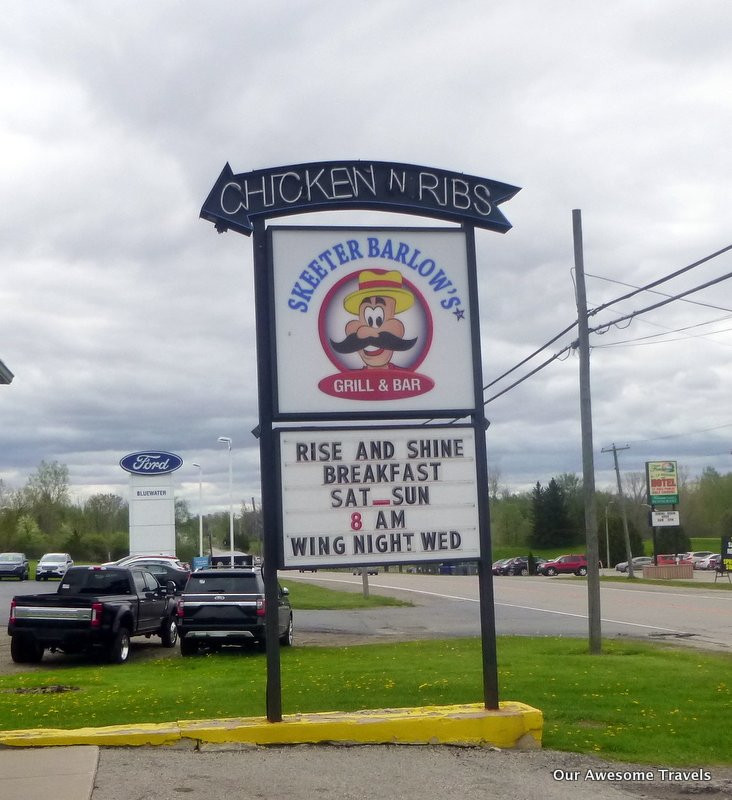 CHICKEN N RIBS
SKEETER BARLOW'S
GRILL & BAR
RISE AND SHINE
BREAKFAST
SAT_SUN
8 AM
WING NIGHT WED
Ford
BLUEWATER
MOTEL
Our Awesome Travels